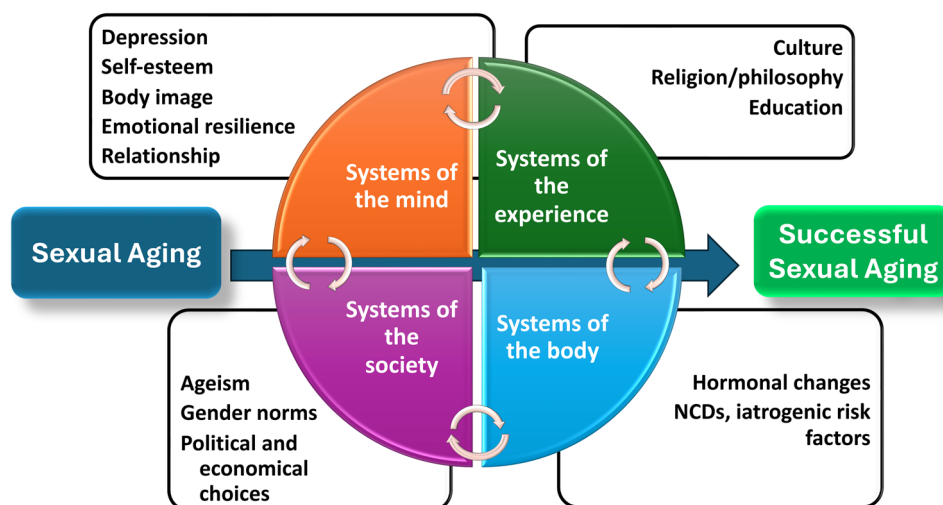 Depression
Self-esteem
Body image
Emotional resilience
Relationship
Culture
Religion/philosophy
Education
Systems of
the mind
Systems of
the
experience
Sexual Aging
Successful
Sexual Aging
Systems of
the
society
Systems of
the body
Ageism
Gender norms
Political and
economical
choices
Hormonal changes
NCDs, iatrogenic risk
factors